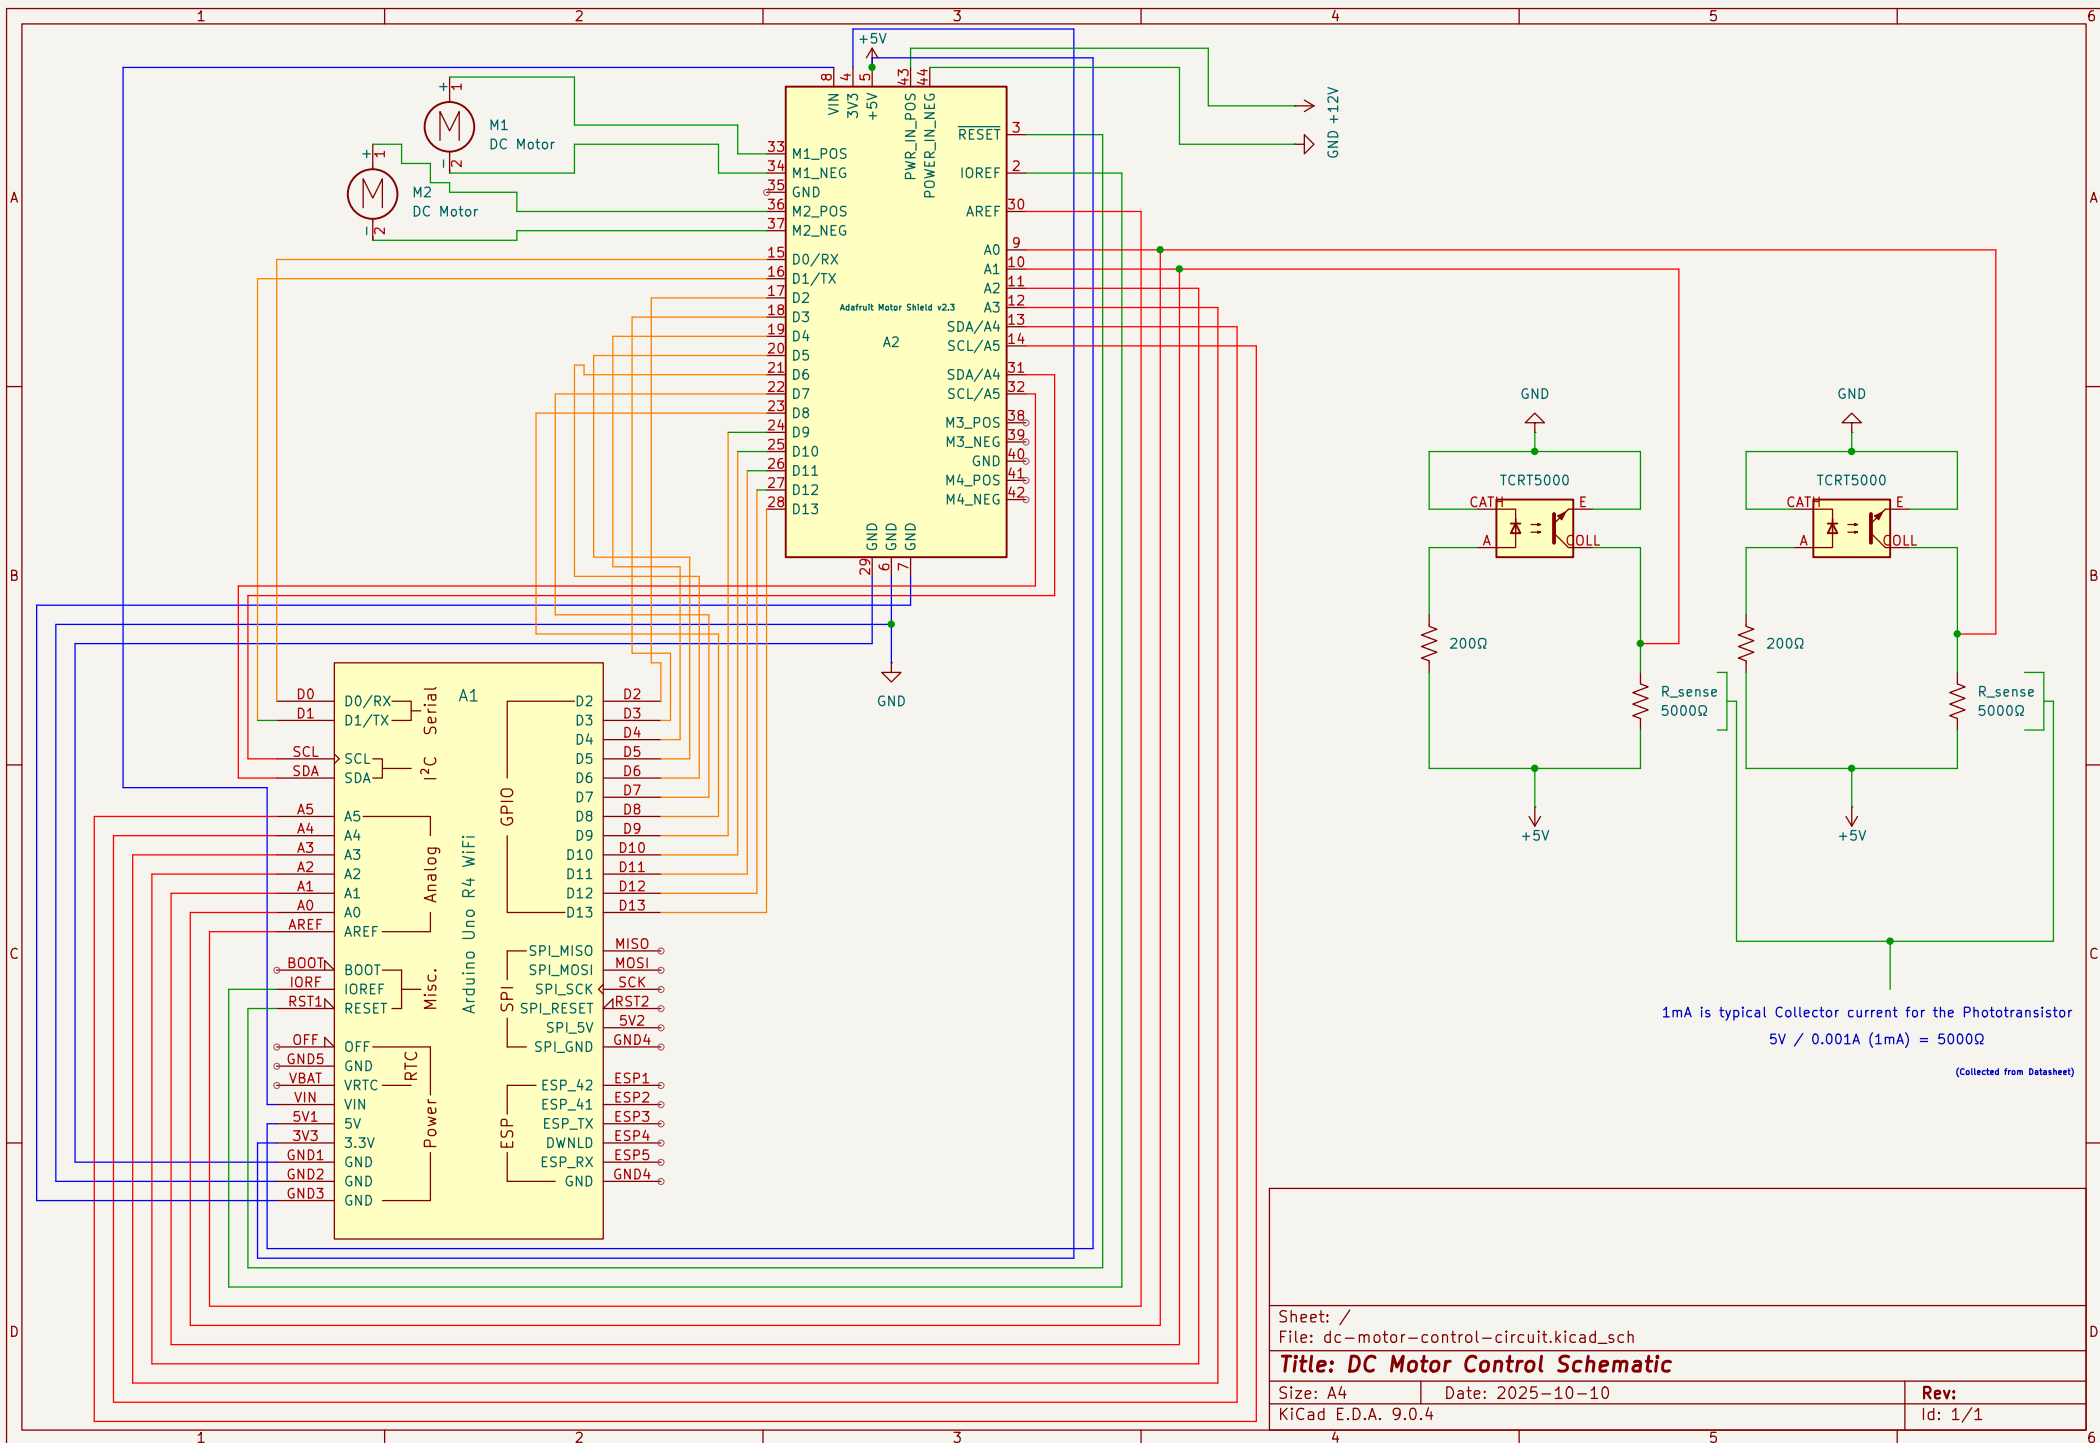 1 2 3 4 5 6
A
B
C
D
A
B
C
D
1 2 3 4 5 6
+5V
8 4 5 43 44
VIN 3V3 +5V PWR_IN_POS POWER_IN_NEG
+ 1
M
- 2
M1
DC Motor
+ 1
M
- 2
M2
DC Motor
+12V
GND
33 M1_POS
34 M1_NEG
35 GND
36 M2_POS
37 M2_NEG
15 D0/RX
16 D1/TX
17 D2
18 D3
19 D4
20 D5
21 D6
22 D7
23 D8
24 D9
25 D10
26 D11
27 D12
28 D13
Adafruit Motor Shield v2.3
A2
RESET 3
IOREF 2
AREF 30
A0 9
A1 10
A2 11
A3 12
SDA/A4 13
SCL/A5 14
SDA/A4 31
SCL/A5 32
M3_POS 38
M3_NEG 39
GND 40
M4_POS 41
M4_NEG 42
GND GND GND
29 6 7
GND
GND
TCRT5000
CATH E
A COLL
200Ω
R_sense
5000Ω
+5V
GND
TCRT5000
CATH E
A COLL
200Ω
R_sense
5000Ω
+5V
1mA is typical Collector current for the Phototransistor
5V / 0.001A (1mA) = 5000Ω
(Collected from Datasheet)
A1
Arduino Uno R4 WiFi
D0 D0/RX
D1 D1/TX
Serial
SCL SCL
SDA SDA
I²C
A5 A5
A4 A4
A3 A3
A2 A2
A1 A1
A0 A0
AREF AREF
Analog
BOOT BOOT
IORF IOREF
RST1 RESET
Misc.
OFF OFF
GND5 GND
VBAT VRTC
RTC
VIN VIN
5V1 5V
3V3 3.3V
GND1 GND
GND2 GND
GND3 GND
Power
GPIO
D2 D2
D3 D3
D4 D4
D5 D5
D6 D6
D7 D7
D8 D8
D9 D9
D10 D10
D11 D11
D12 D12
D13 D13
SPI
SPI_MISO MISO
SPI_MOSI MOSI
SPI_SCK SCK
SPI_RESET RST2
SPI_5V 5V2
SPI_GND GND4
ESP
ESP_42 ESP1
ESP_41 ESP2
ESP_TX ESP3
DWNLD ESP4
ESP_RX ESP5
GND GND4
Sheet: /
File: dc-motor-control-circuit.kicad_sch
Title: DC Motor Control Schematic
Size: A4 Date: 2025-10-10 Rev:
KiCad E.D.A. 9.0.4 Id: 1/1